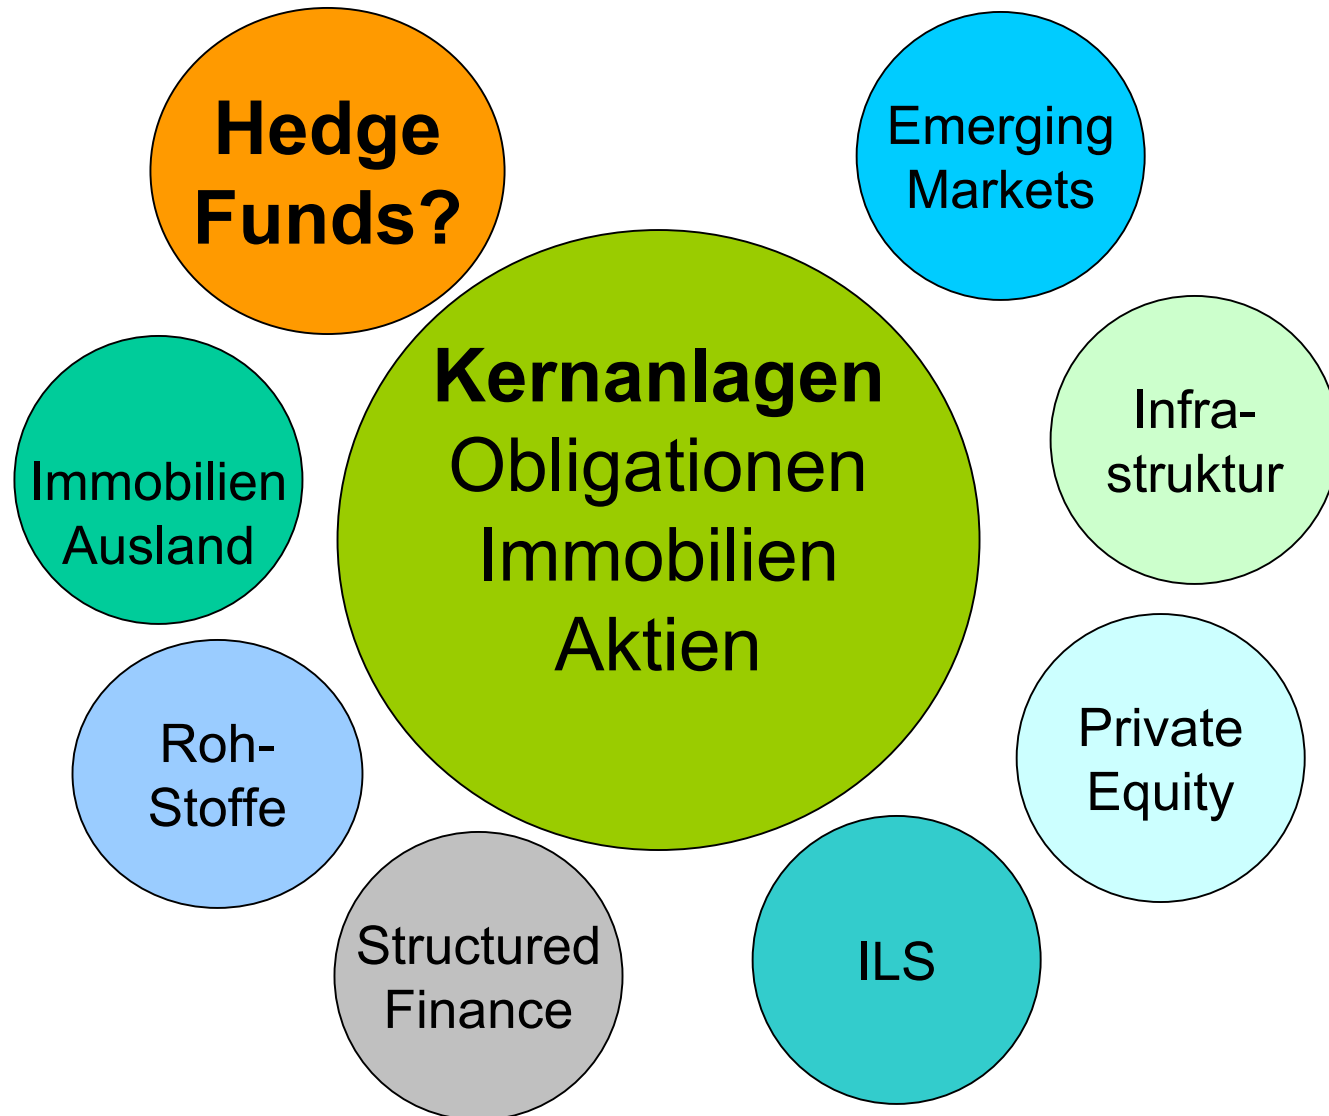 Hedge
Funds?
Emerging
Markets
Kernanlagen
Obligationen
Immobilien
Aktien
Infra-
struktur
Immobilien
Ausland
Private
Equity
Roh-
Stoffe
Structured
Finance
ILS